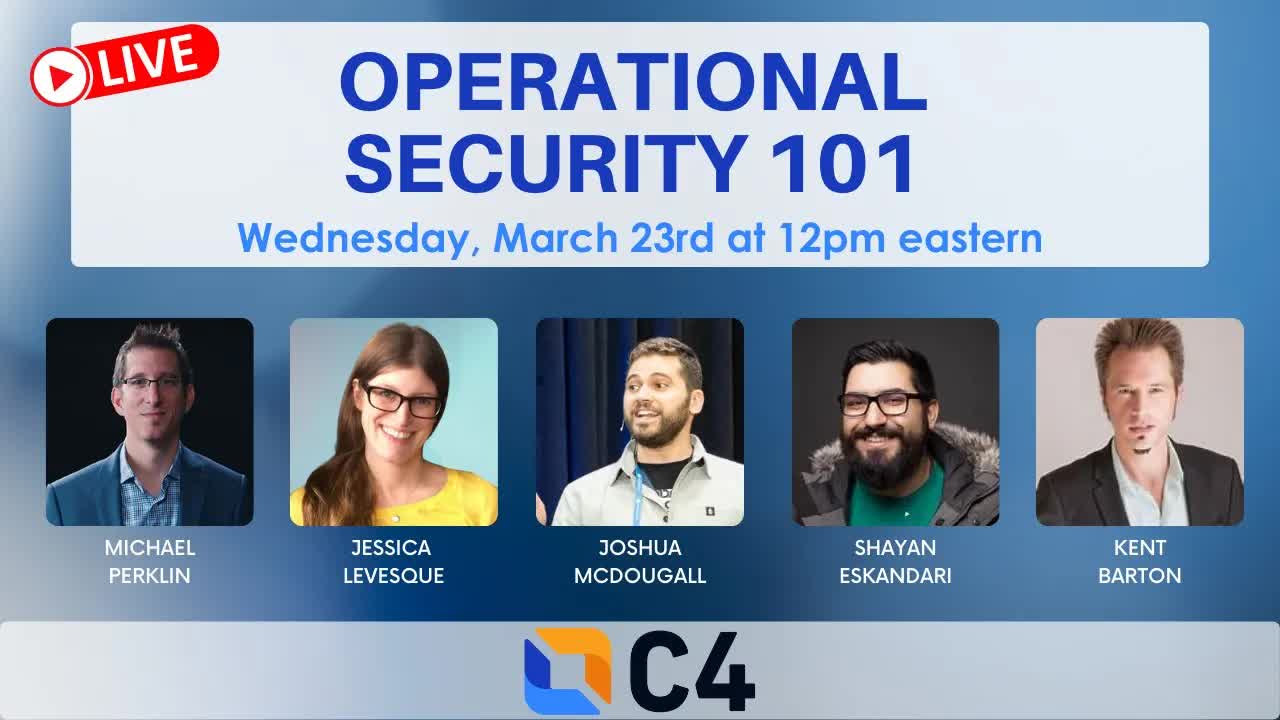 LIVE
OPERATIONAL
SECURITY 101
Wednesday, March 23rd at 12pm eastern
MICHAEL
PERKLIN
JESSICA
LEVESQUE
JOSHUA
MCDOUGALL
SHAYAN
ESKANDARI
KENT
BARTON
C4